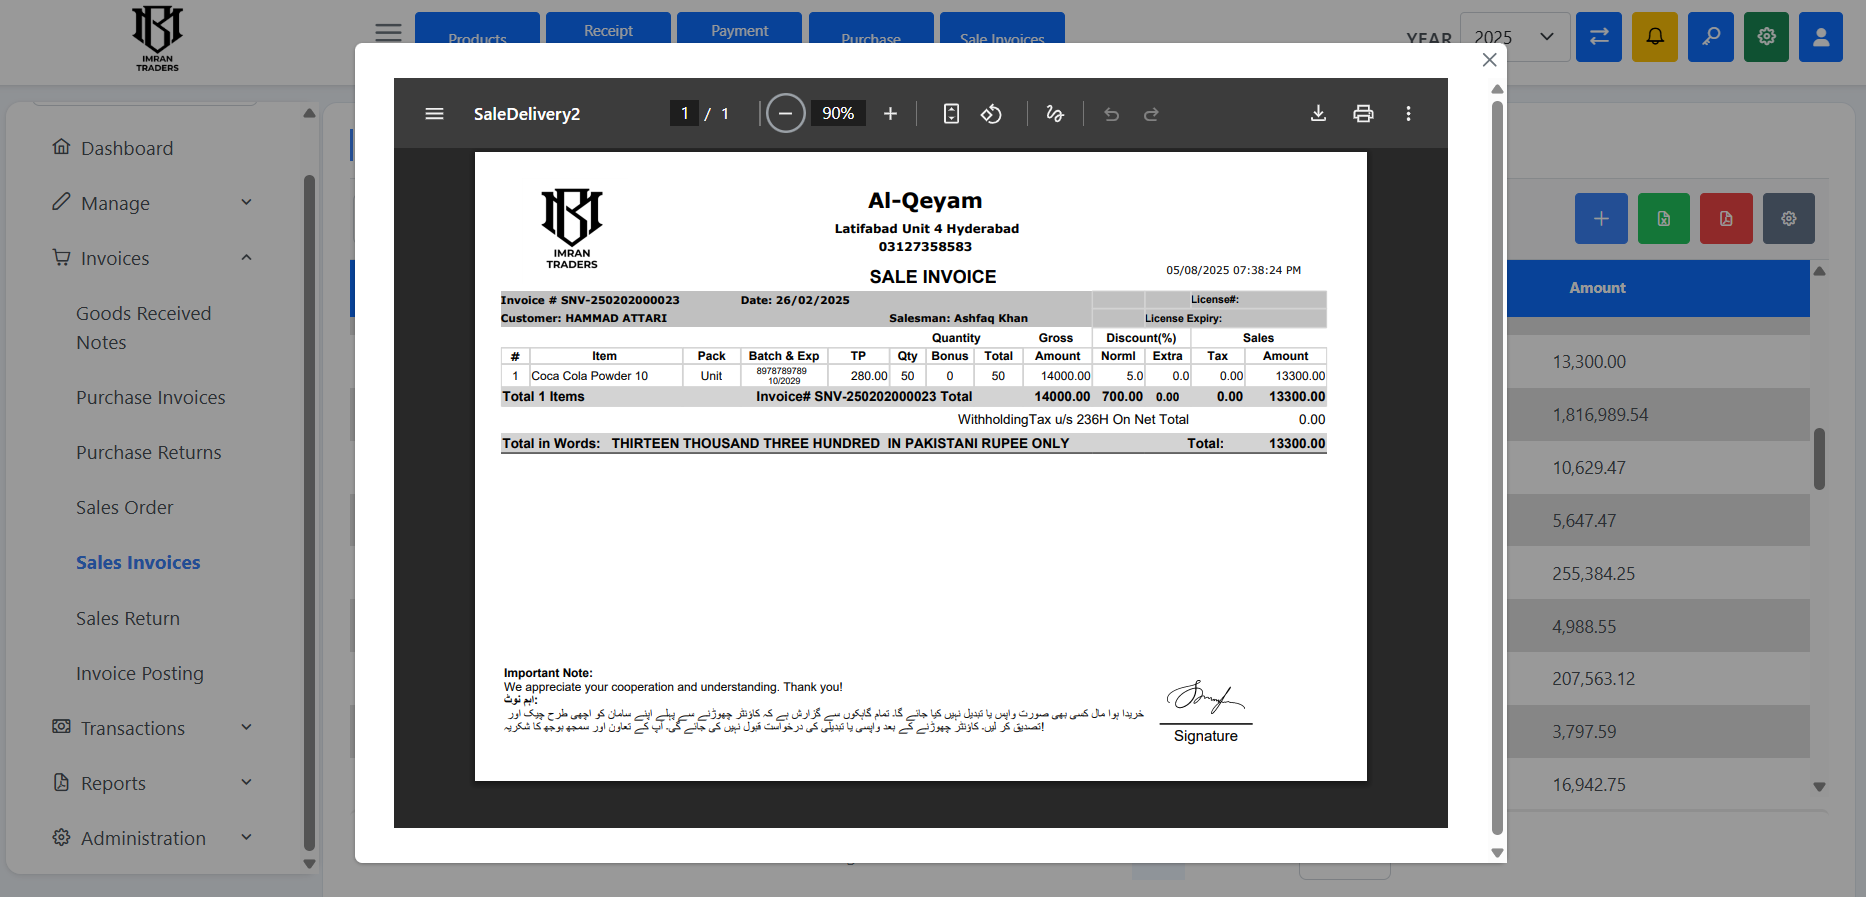 IMRAN
TRADERS
Products
Receipt
Payment
Purchase
Sale Invoices
YEAR
2025
Dashboard
Manage
Invoices
Goods Received
Notes
Purchase Invoices
Purchase Returns
Sales Order
Sales Invoices
Sales Return
Invoice Posting
Transactions
Reports
Administration
SaleDelivery2
1 / 1
90%
IMRAN
TRADERS
Al-Qeyam
Latifabad Unit 4 Hyderabad
03127358583
SALE INVOICE
05/08/2025 07:38:24 PM
Invoice # SNV-250202000023 Date: 26/02/2025 License#:
Customer: HAMMAD ATTARI Salesman: Ashfaq Khan License Expiry:
Quantity Gross Discount(%) Sales
# Item Pack Batch & Exp TP Qty Bonus Total Amount Norml Extra Tax Amount
1 Coca Cola Powder 10 Unit 8978789789 10/2029 280.00 50 0 50 14000.00 5.0 0.0 0.00 13300.00
Total 1 Items Invoice# SNV-250202000023 Total 14000.00 700.00 0.00 0.00 13300.00
WithholdingTax u/s 236H On Net Total 0.00
Total in Words: THIRTEEN THOUSAND THREE HUNDRED IN PAKISTANI RUPEE ONLY Total: 13300.00
Important Note:
We appreciate your cooperation and understanding. Thank you!
اہم نوٹ:
خریدا ہوا مال کسی بھی صورت واپس یا تبدیل نہیں کیا جائے گا۔ تمام گاہکوں سے گزارش ہے کہ کاؤنٹر چھوڑنے سے پہلے اپنے سامان کو اچھی طرح چیک اور
تصدیق کر لیں۔ کاؤنٹر چھوڑنے کے بعد واپسی یا تبدیلی کی درخواست قبول نہیں کی جائے گی۔ آپ کے تعاون اور سمجھ بوجھ کا شکریہ!
Signature
Amount
13,300.00
1,816,989.54
10,629.47
5,647.47
255,384.25
4,988.55
207,563.12
3,797.59
16,942.75